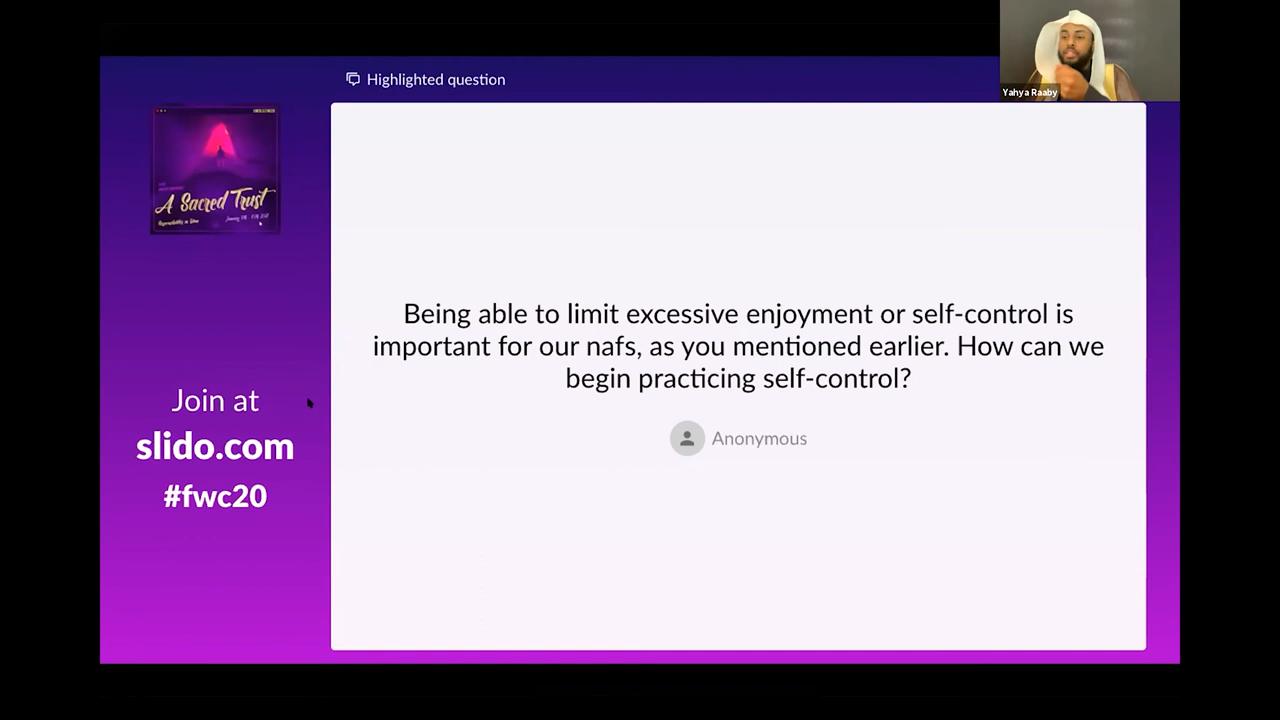 Highlighted question
Yahya Raaby
A Sacred Trust
Join at
slido.com
#fwc20
Being able to limit excessive enjoyment or self-control is
important for our nafs, as you mentioned earlier. How can we
begin practicing self-control?
Anonymous